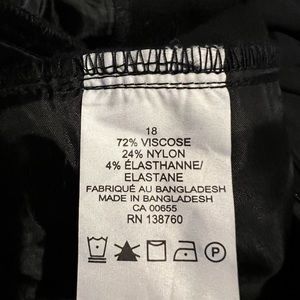 18
72% VISCOSE
24% NYLON
4% ÉLASTHANNE/
ELASTANE
FABRIQUÉ AU BANGLADESH
MADE IN BANGLADESH
CA 00655
RN 138760
P